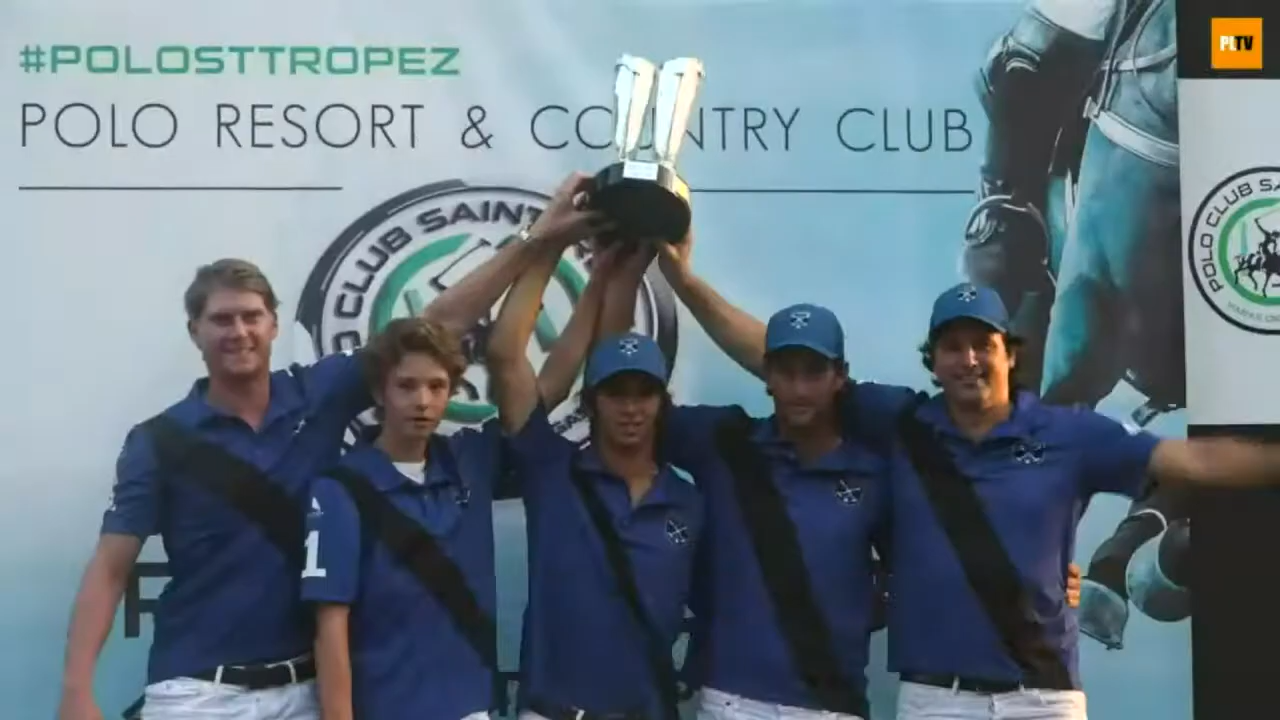 #POLOSTTROPEZ
POLO RESORT & COUNTRY CLUB
PLTV
POLO CLUB SAINT
POLO CLUB SA
1